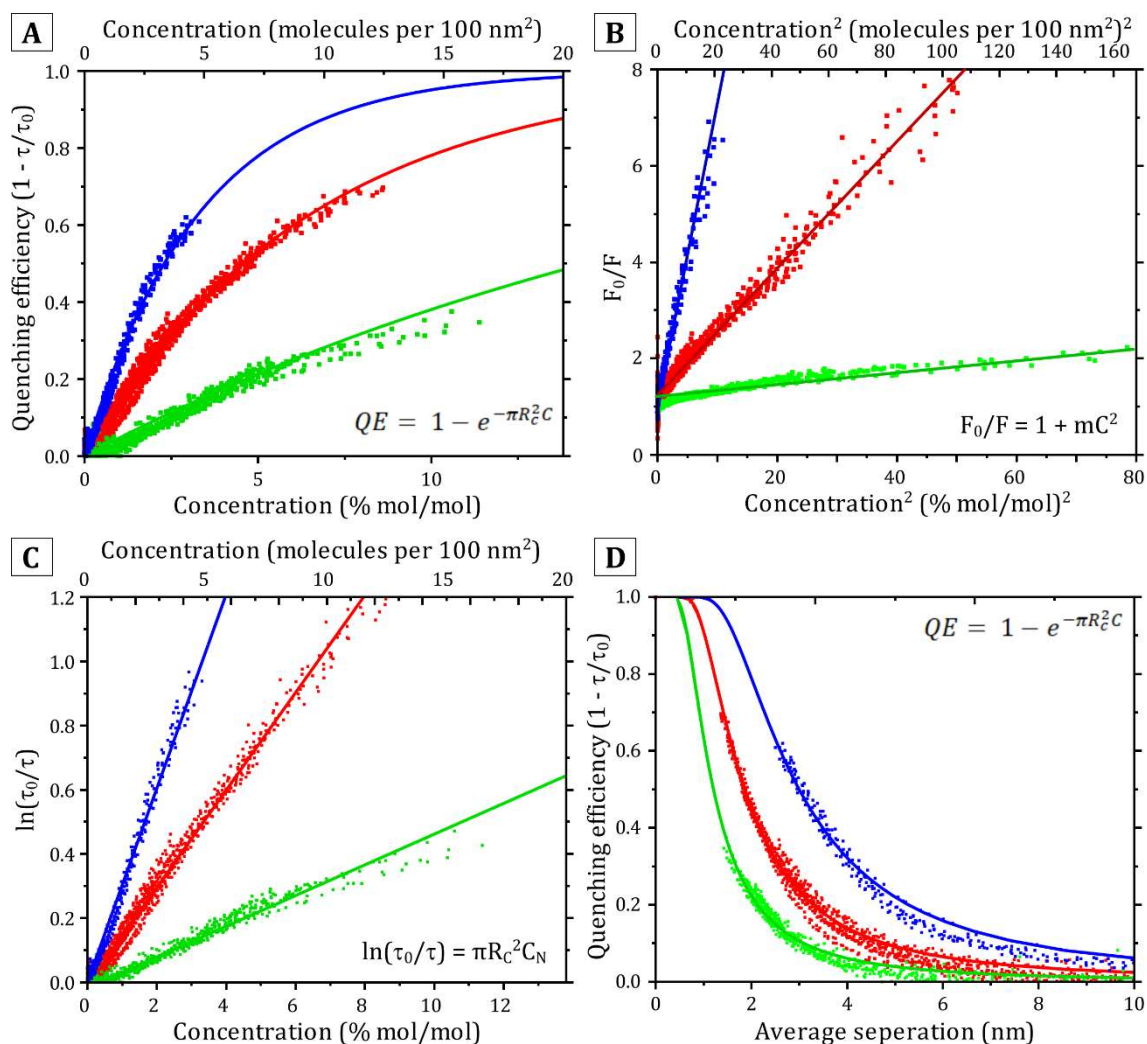 A
Concentration (molecules per 100 nm²)
0 5 10 15 20
1.0
0.8
0.6
0.4
0.2
0.0
Quenching efficiency (1 - τ/τ₀)
QE = 1 − e^{−πR_c²C}
0 5 10
Concentration (% mol/mol)
B
Concentration² (molecules per 100 nm²)²
0 20 40 60 80 100 120 140 160
8
6
4
2
0
F₀/F
F₀/F = 1 + mC²
0 20 40 60 80
Concentration² (% mol/mol)²
C
Concentration (molecules per 100 nm²)
0 5 10 15 20
1.2
1.0
0.8
0.6
0.4
0.2
0.0
ln(τ₀/τ)
ln(τ₀/τ) = πR_C²C_N
0 2 4 6 8 10 12
Concentration (% mol/mol)
D
1.0
0.8
0.6
0.4
0.2
0.0
Quenching efficiency (1 - τ/τ₀)
QE = 1 − e^{−πR_c²C}
0 2 4 6 8 10
Average seperation (nm)